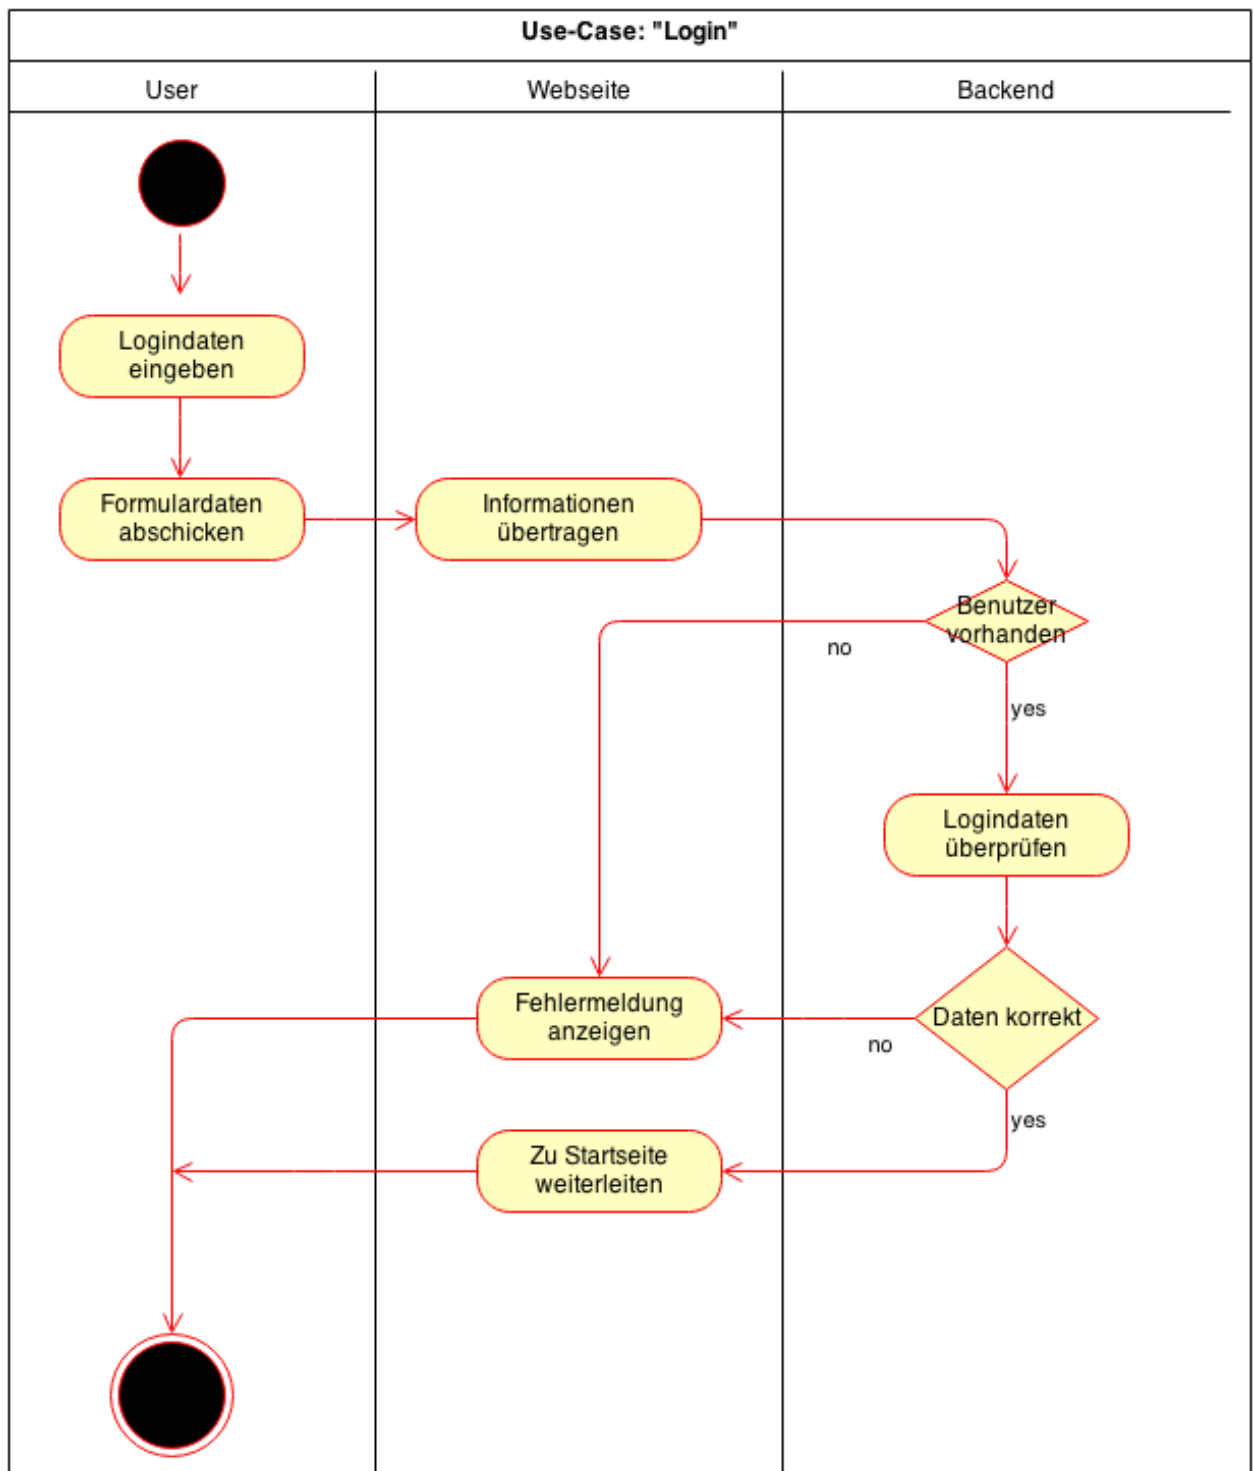 Use-Case: "Login"
User
Webseite
Backend
Logindaten
eingeben
Formulardaten
abschicken
Informationen
übertragen
Benutzer
vorhanden
no
yes
Logindaten
überprüfen
Fehlermeldung
anzeigen
Daten korrekt
no
yes
Zu Startseite
weiterleiten